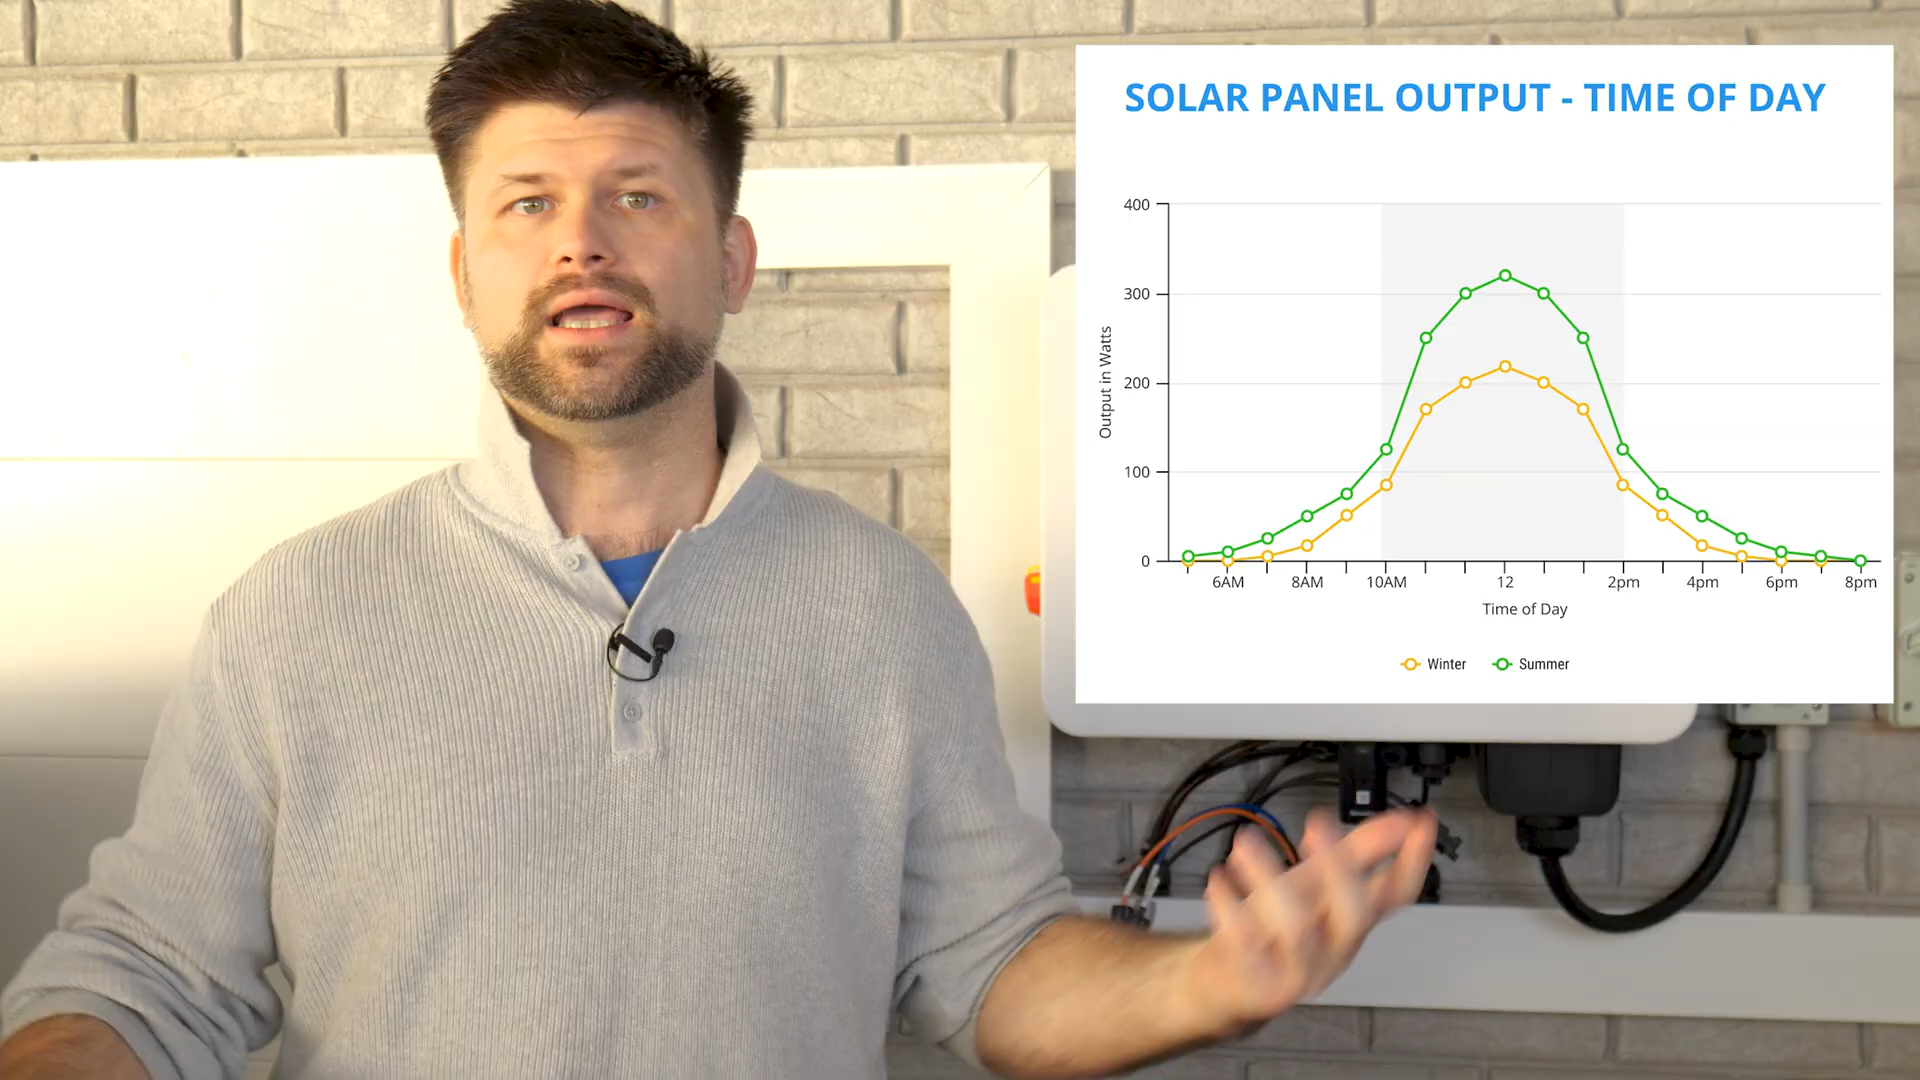 SOLAR PANEL OUTPUT - TIME OF DAY
400
300
200
100
0
Output in Watts
6AM 8AM 10AM 12 2pm 4pm 6pm 8pm
Time of Day
Winter Summer